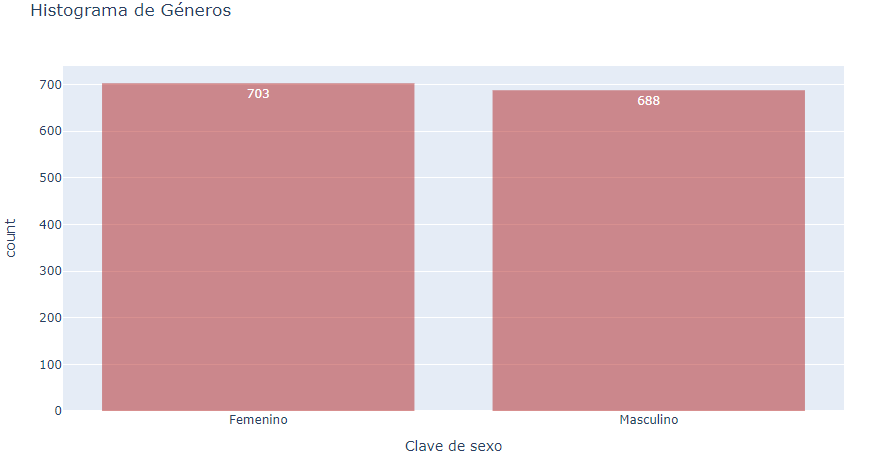 Histograma de Géneros
703
688
700
600
500
400
300
200
100
0
count
Femenino
Masculino
Clave de sexo